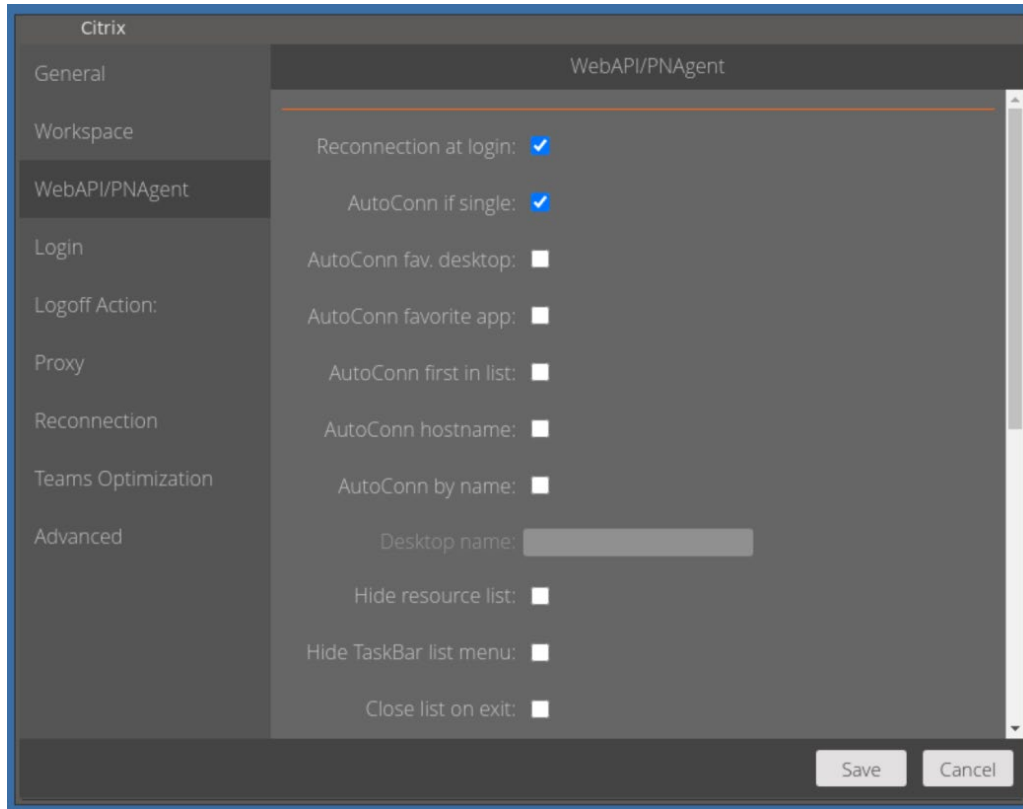 Citrix
General
Workspace
WebAPI/PNAgent
Login
Logoff Action:
Proxy
Reconnection
Teams Optimization
Advanced
WebAPI/PNAgent
Reconnection at login:
AutoConn if single:
AutoConn fav. desktop:
AutoConn favorite app:
AutoConn first in list:
AutoConn hostname:
AutoConn by name:
Desktop name:
Hide resource list:
Hide TaskBar list menu:
Close list on exit:
Save
Cancel